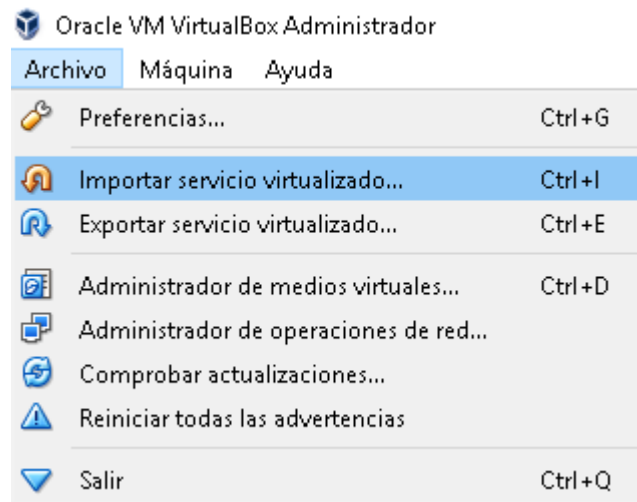 Oracle VM VirtualBox Administrador
Archivo Máquina Ayuda
Preferencias... Ctrl+G
Importar servicio virtualizado... Ctrl+I
Exportar servicio virtualizado... Ctrl+E
Administrador de medios virtuales... Ctrl+D
Administrador de operaciones de red...
Comprobar actualizaciones...
Reiniciar todas las advertencias
Salir Ctrl+Q